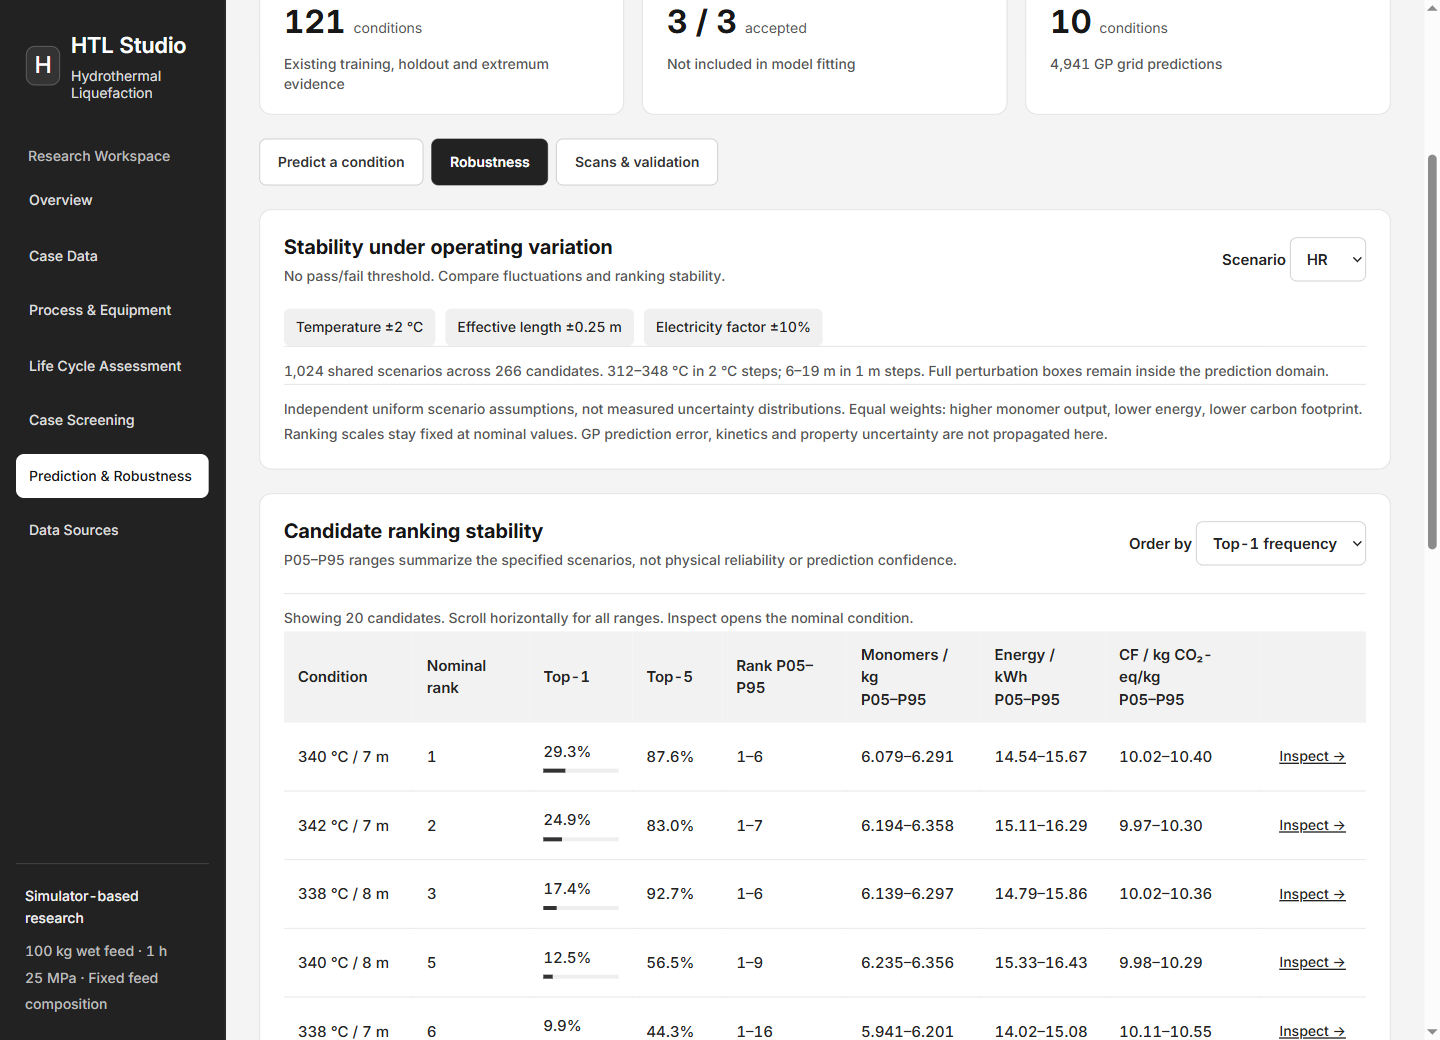 H
HTL Studio
Hydrothermal
Liquefaction
Research Workspace
Overview
Case Data
Process & Equipment
Life Cycle Assessment
Case Screening
Prediction & Robustness
Data Sources
Simulator-based
research
100 kg wet feed · 1 h
25 MPa · Fixed feed
composition
121 conditions
Existing training, holdout and extremum
evidence
3 / 3 accepted
Not included in model fitting
10 conditions
4,941 GP grid predictions
Predict a condition
Robustness
Scans & validation
Stability under operating variation
No pass/fail threshold. Compare fluctuations and ranking stability.
Scenario HR
Temperature ±2 °C
Effective length ±0.25 m
Electricity factor ±10%
1,024 shared scenarios across 266 candidates. 312–348 °C in 2 °C steps; 6–19 m in 1 m steps. Full perturbation boxes remain inside the prediction domain.
Independent uniform scenario assumptions, not measured uncertainty distributions. Equal weights: higher monomer output, lower energy, lower carbon footprint.
Ranking scales stay fixed at nominal values. GP prediction error, kinetics and property uncertainty are not propagated here.
Candidate ranking stability
P05–P95 ranges summarize the specified scenarios, not physical reliability or prediction confidence.
Order by Top-1 frequency
Showing 20 candidates. Scroll horizontally for all ranges. Inspect opens the nominal condition.
Condition
Nominal
rank
Top-1
Top-5
Rank P05–
P95
Monomers /
kg
P05–P95
Energy /
kWh
P05–P95
CF / kg CO₂-
eq/kg
P05–P95
340 °C / 7 m 1 29.3% 87.6% 1–6 6.079–6.291 14.54–15.67 10.02–10.40 Inspect →
342 °C / 7 m 2 24.9% 83.0% 1–7 6.194–6.358 15.11–16.29 9.97–10.30 Inspect →
338 °C / 8 m 3 17.4% 92.7% 1–6 6.139–6.297 14.79–15.86 10.02–10.36 Inspect →
340 °C / 8 m 5 12.5% 56.5% 1–9 6.235–6.356 15.33–16.43 9.98–10.29 Inspect →
338 °C / 7 m 6 9.9% 44.3% 1–16 5.941–6.201 14.02–15.08 10.11–10.55 Inspect →